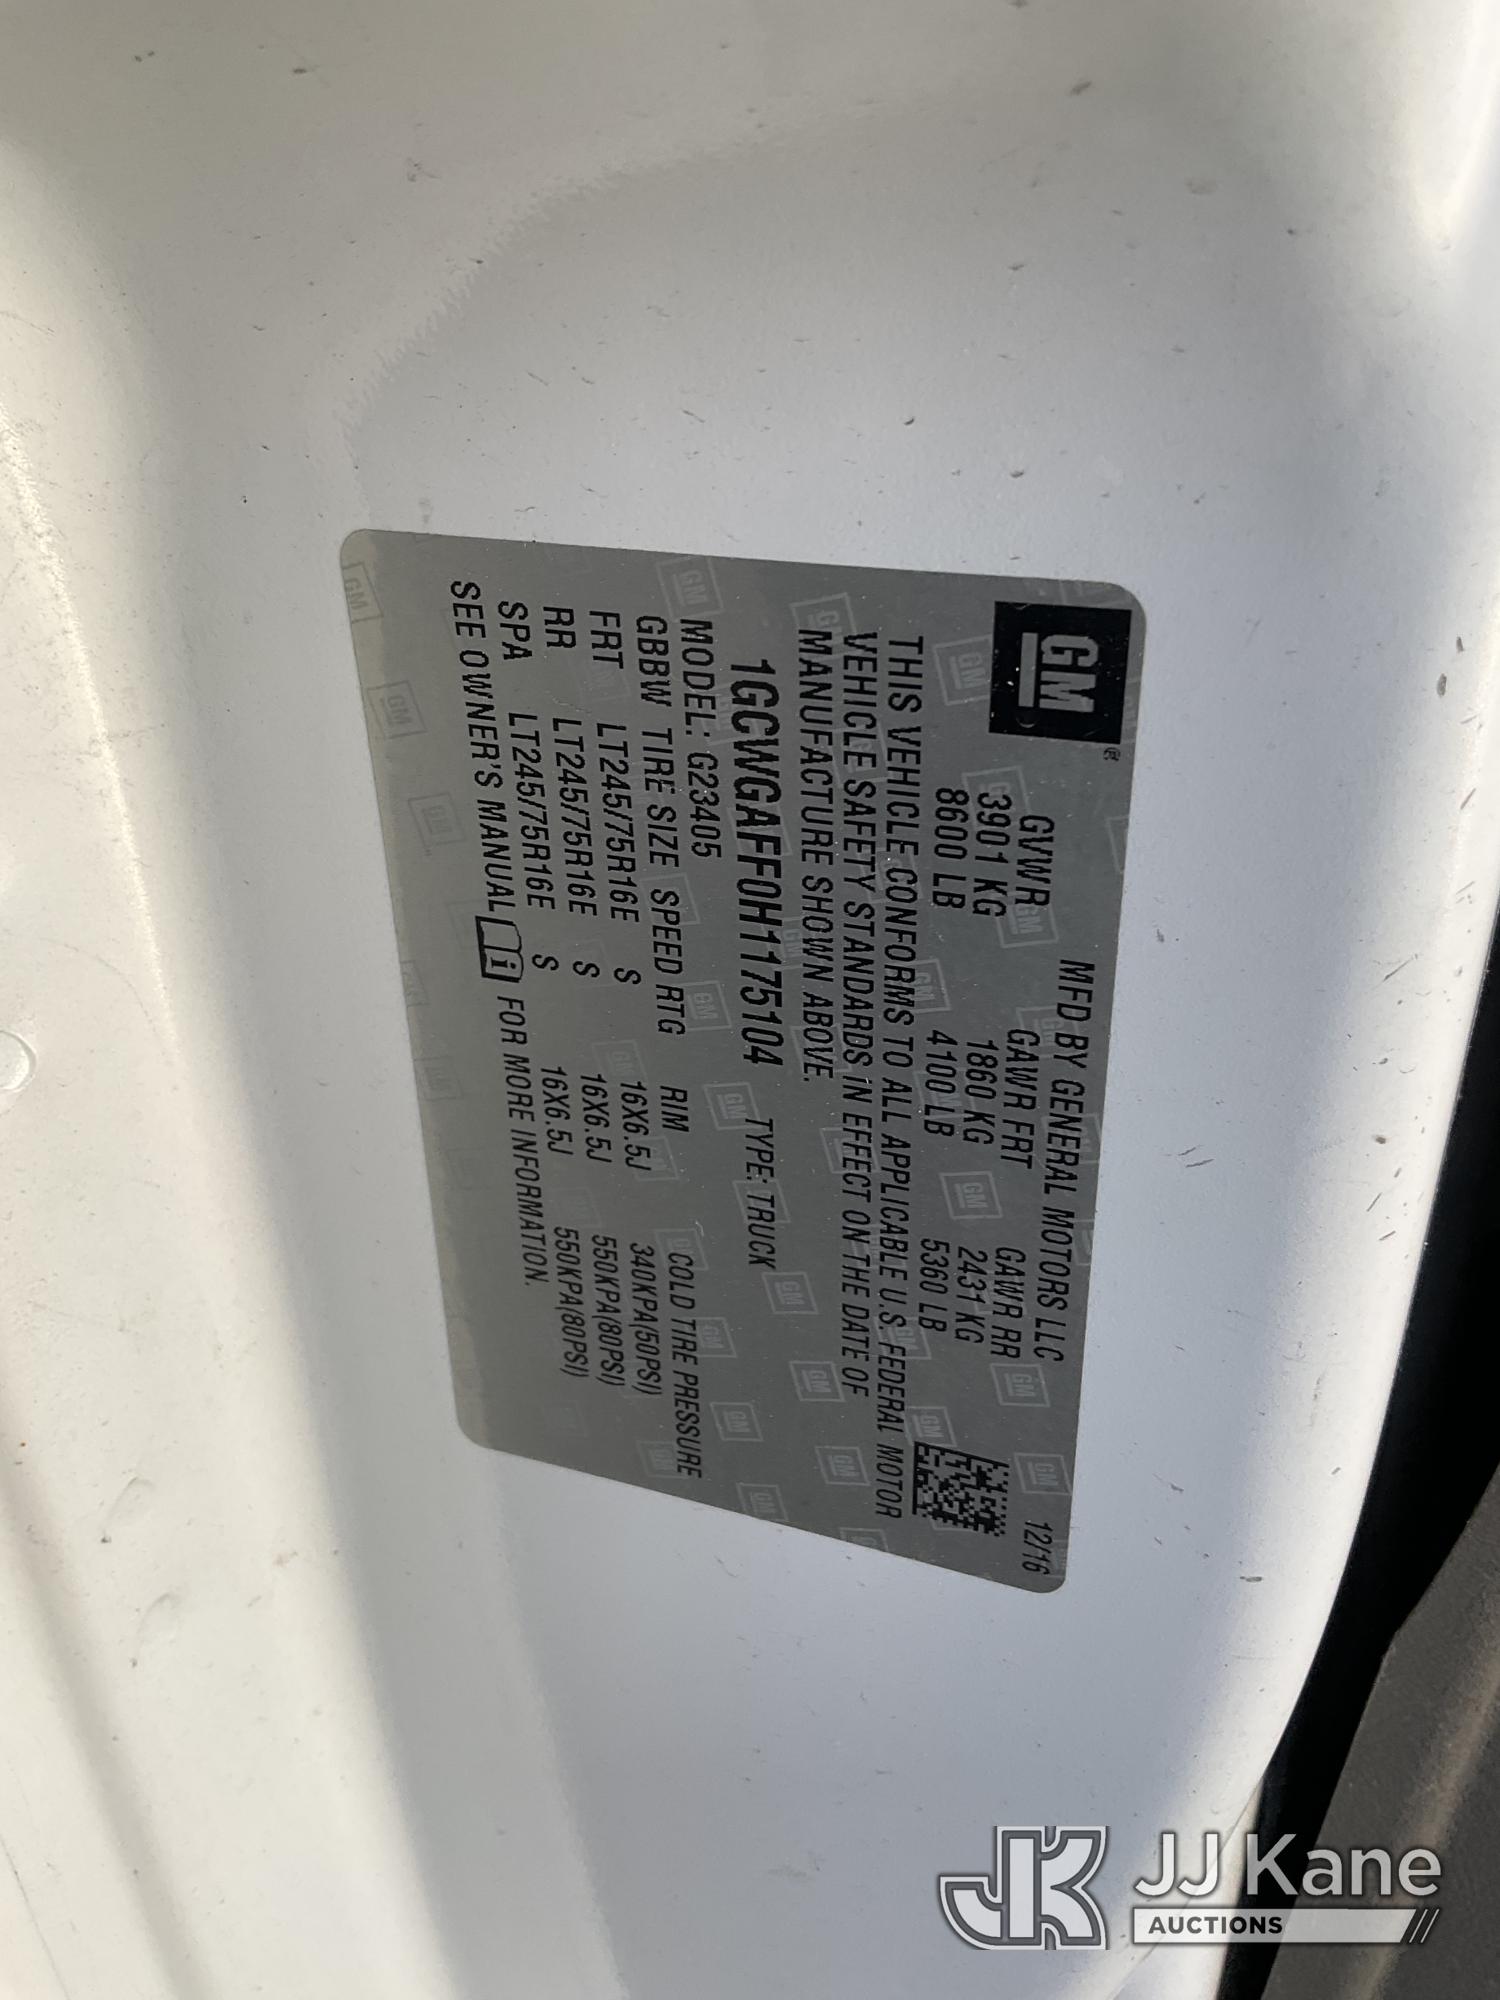 GM ® MFD BY GENERAL MOTORS LLC 12/16
GVWR GAWR FRT GAWR RR
3901 KG 1860 KG 2431 KG
8600 LB 4100 LB 5360 LB
THIS VEHICLE CONFORMS TO ALL APPLICABLE U.S. FEDERAL MOTOR
VEHICLE SAFETY STANDARDS IN EFFECT ON THE DATE OF
MANUFACTURE SHOWN ABOVE.
1GCWGAFF0H1175104 TYPE: TRUCK
MODEL: G23405
GBBW TIRE SIZE SPEED RTG RIM COLD TIRE PRESSURE
FRT LT245/75R16E S 16X6.5J 340KPA(50PSI)
RR LT245/75R16E S 16X6.5J 550KPA(80PSI)
SPA LT245/75R16E S 16X6.5J 550KPA(80PSI)
SEE OWNER'S MANUAL i FOR MORE INFORMATION.
JK JJ Kane
AUCTIONS